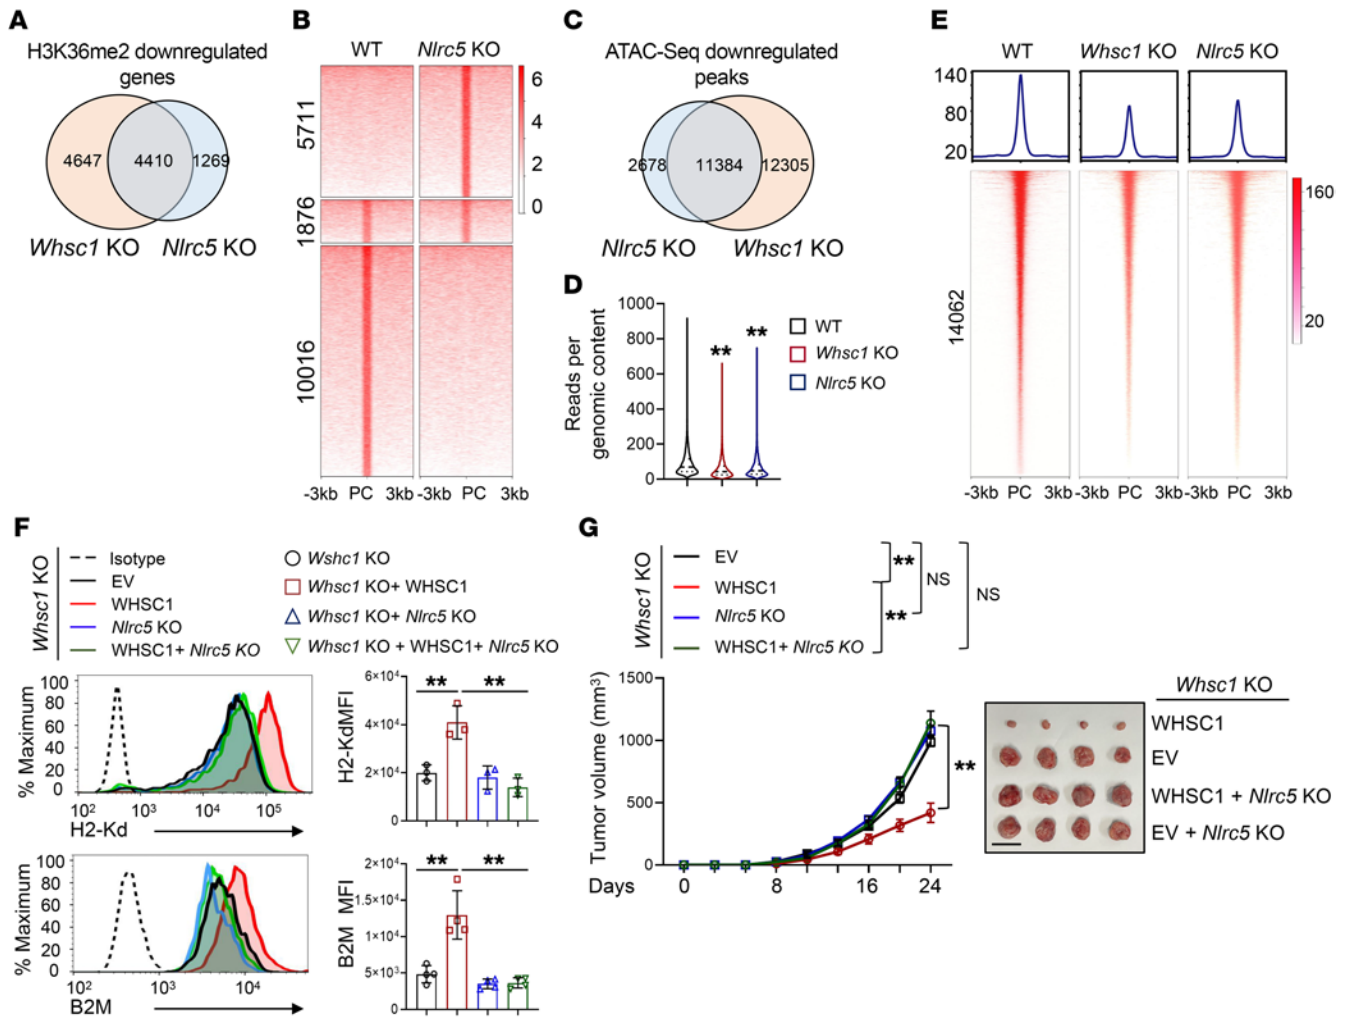 A
H3K36me2 downregulated
genes
4647
4410
1269
Whsc1 KO
Nlrc5 KO
B
WT
Nlrc5 KO
5711
1876
10016
6
4
2
0
-3kb PC 3kb
-3kb PC 3kb
C
ATAC-Seq downregulated
peaks
2678
11384
12305
Nlrc5 KO
Whsc1 KO
D
Reads per
genomic content
1000
800
600
400
200
0
**
**
WT
Whsc1 KO
Nlrc5 KO
E
WT
Whsc1 KO
Nlrc5 KO
140
80
20
14062
160
20
-3kb PC 3kb
-3kb PC 3kb
-3kb PC 3kb
F
Whsc1 KO
Isotype
EV
WHSC1
Nlrc5 KO
WHSC1+ Nlrc5 KO
Wshc1 KO
Whsc1 KO+ WHSC1
Whsc1 KO+ Nlrc5 KO
Whsc1 KO + WHSC1+ Nlrc5 KO
% Maximum
100
80
60
40
20
0
10² 10³ 10⁴ 10⁵
H2-Kd
H2-KdMFI
6×10⁴
4×10⁴
2×10⁴
0
**
**
% Maximum
100
80
60
40
20
0
10² 10³ 10⁴
B2M
B2M MFI
2×10⁴
1.5×10⁴
1×10⁴
5×10³
0
**
**
G
Whsc1 KO
EV
WHSC1
Nlrc5 KO
WHSC1+ Nlrc5 KO
**
**
NS
NS
Tumor volume (mm³)
1500
1000
500
0
Days
0 8 16 24
**
Whsc1 KO
WHSC1
EV
WHSC1 + Nlrc5 KO
EV + Nlrc5 KO